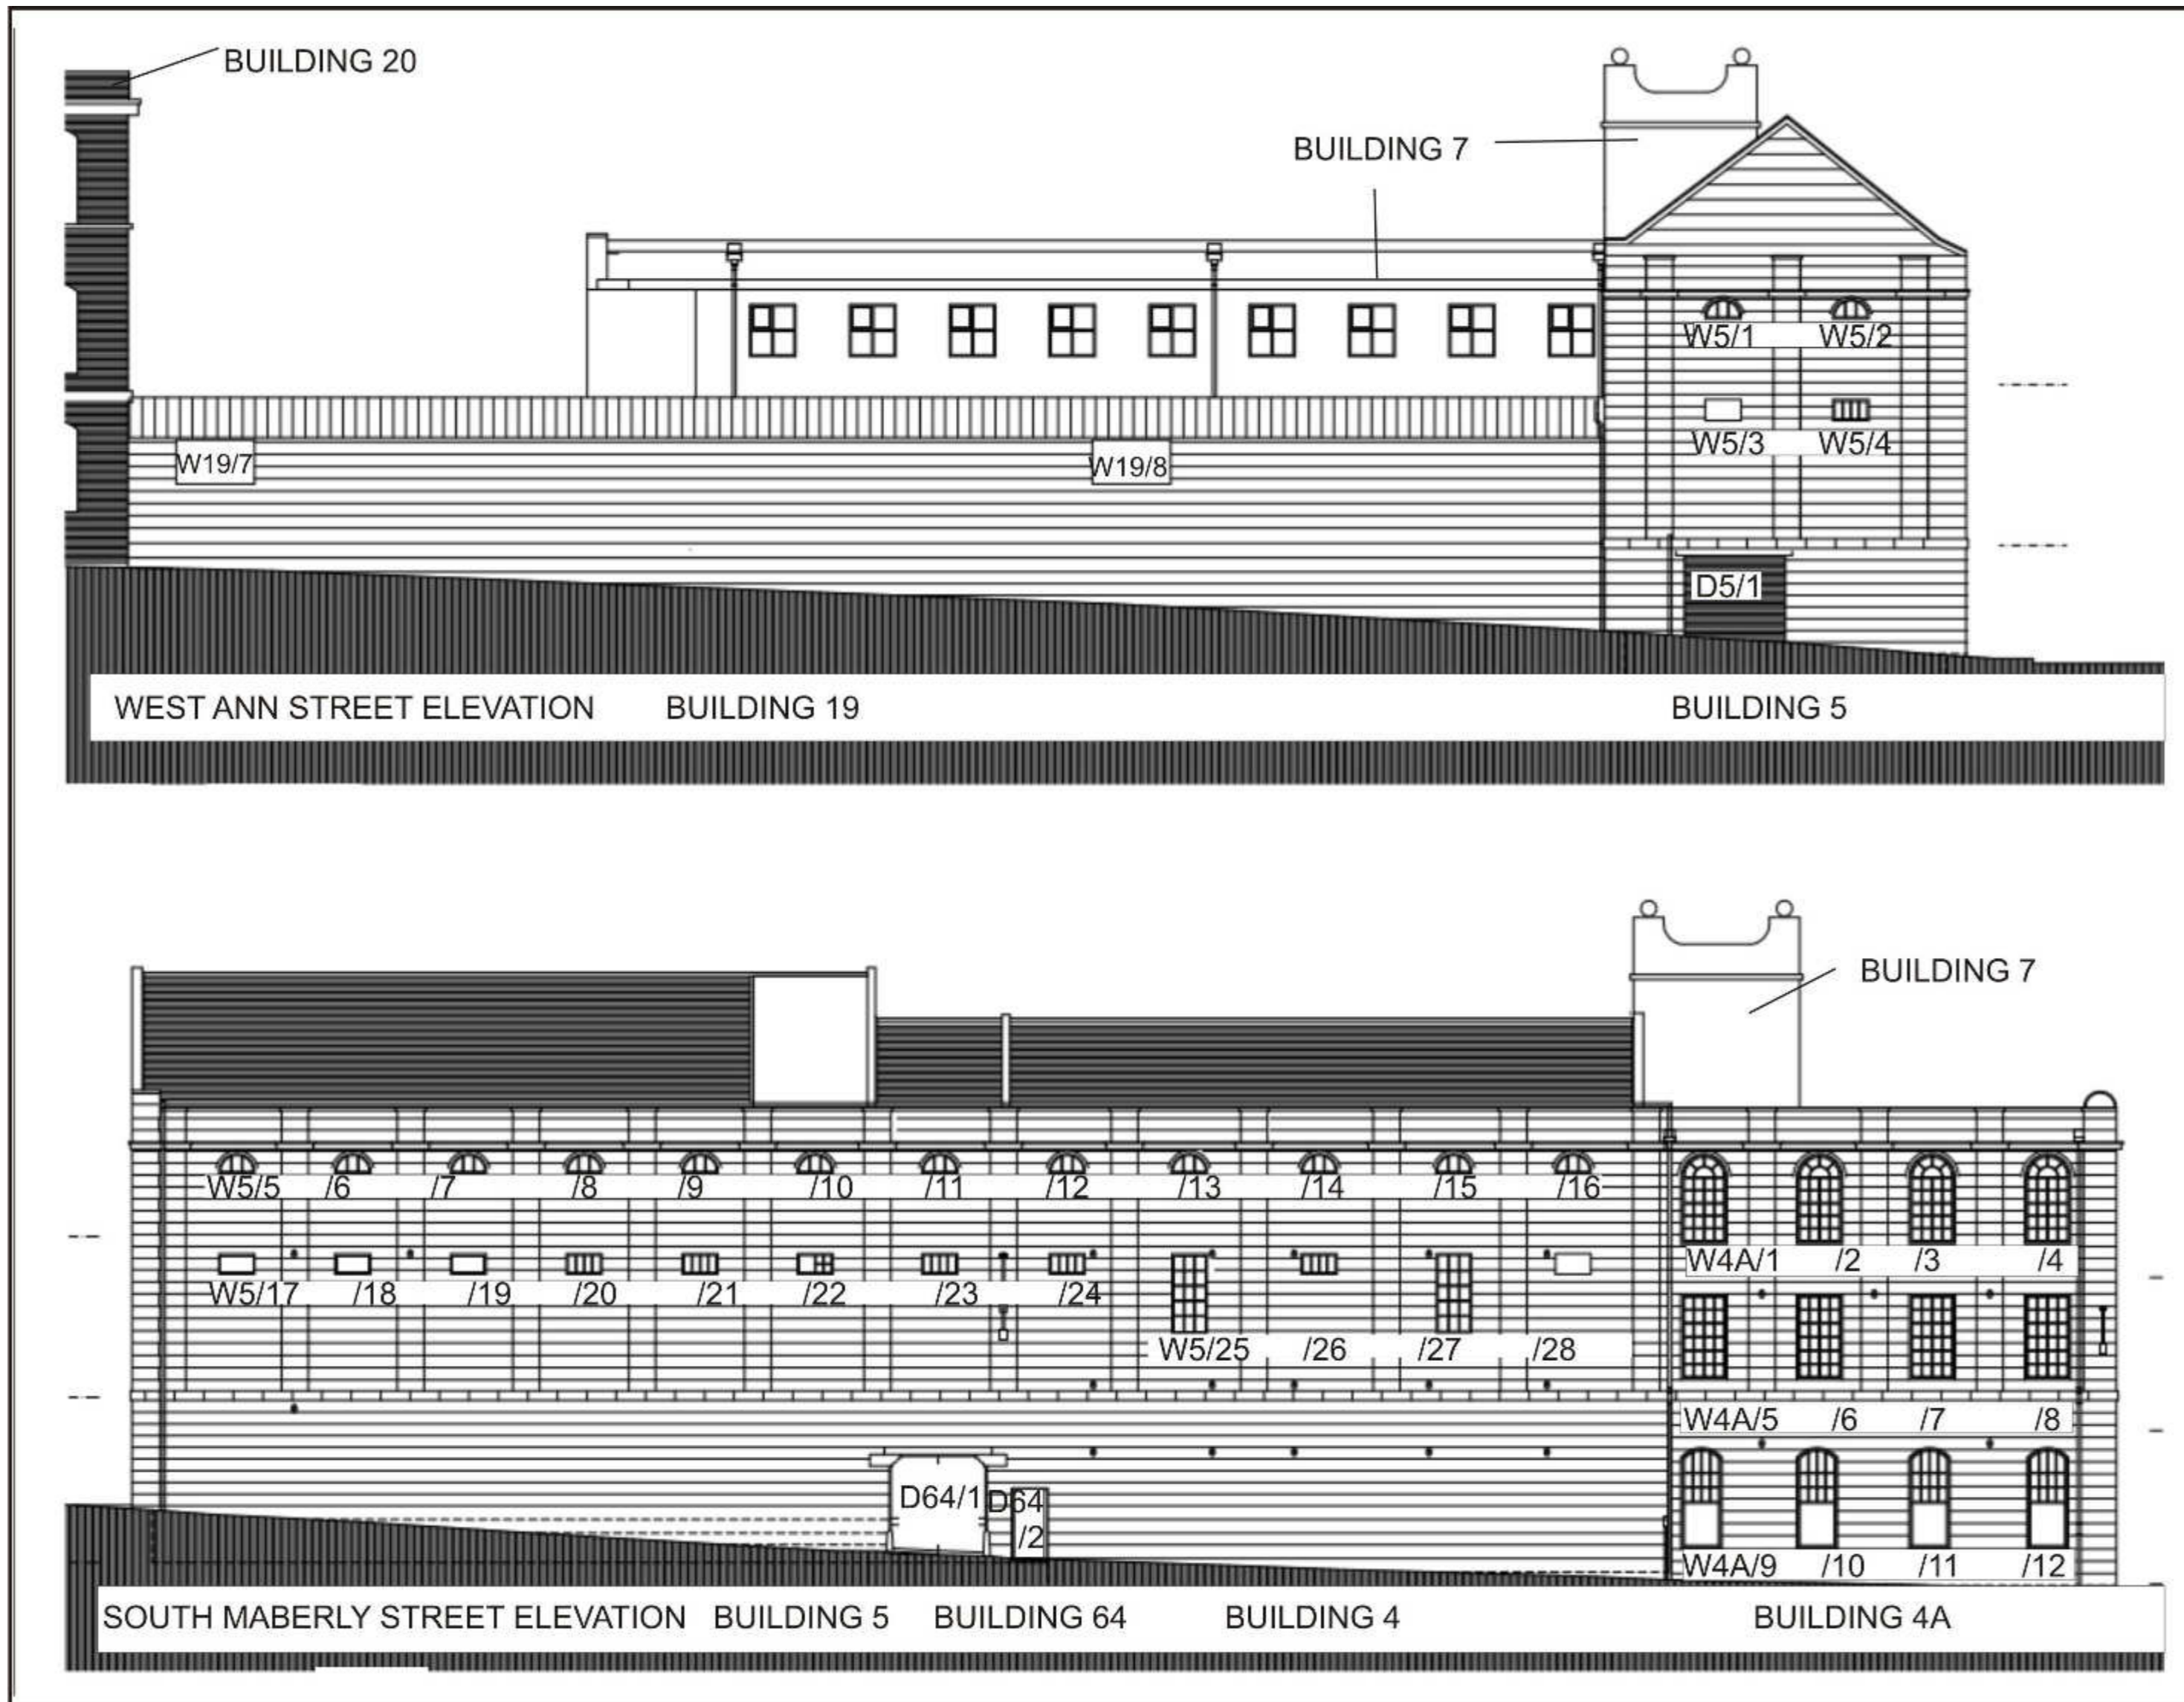 BUILDING 20
BUILDING 7
W5/1 W5/2
W5/3 W5/4
W19/7 W19/8
D5/1
WEST ANN STREET ELEVATION BUILDING 19 BUILDING 5
BUILDING 7
W5/5 /6 /7 /8 /9 /10 /11 /12 /13 /14 /15 /16
W4A/1 /2 /3 /4
W5/17 /18 /19 /20 /21 /22 /23 /24
W5/25 /26 /27 /28
W4A/5 /6 /7 /8
D64/1 D64
/2
W4A/9 /10 /11 /12
SOUTH MABERLY STREET ELEVATION BUILDING 5 BUILDING 64 BUILDING 4 BUILDING 4A